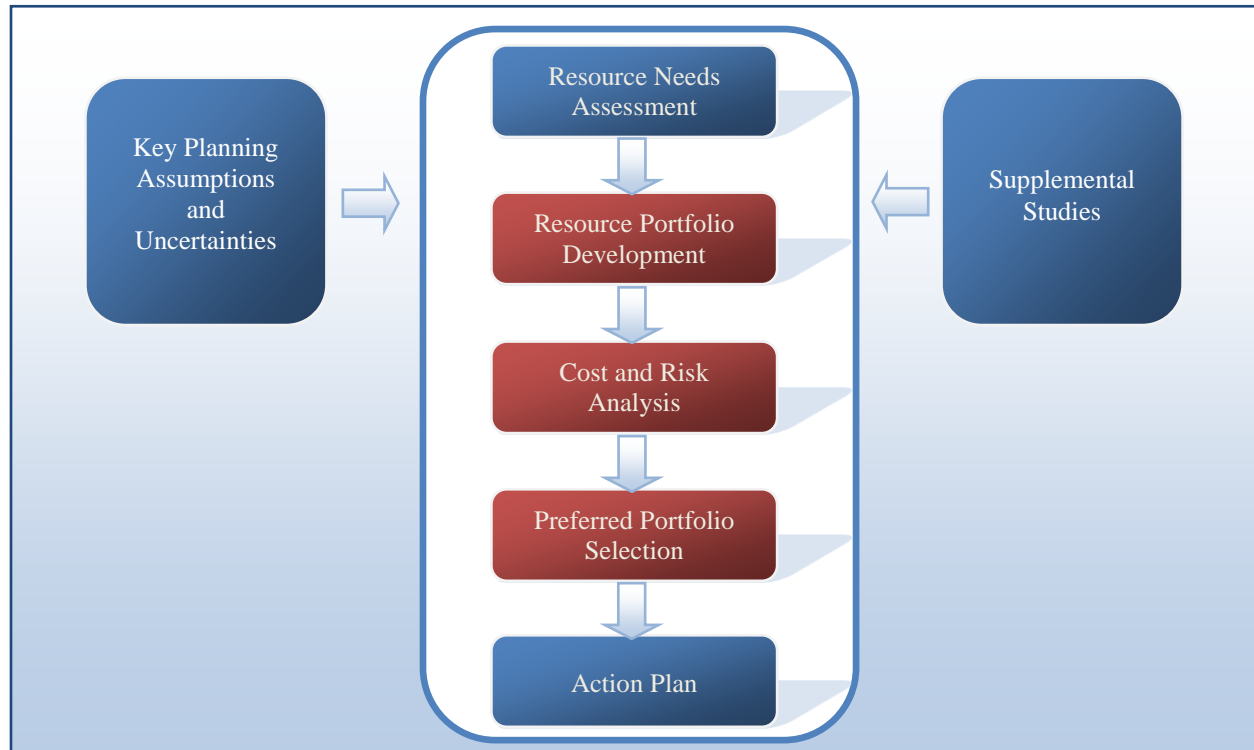 Resource Needs
Assessment
Key Planning
Assumptions
and
Uncertainties
Supplemental
Studies
Resource Portfolio
Development
Cost and Risk
Analysis
Preferred Portfolio
Selection
Action Plan